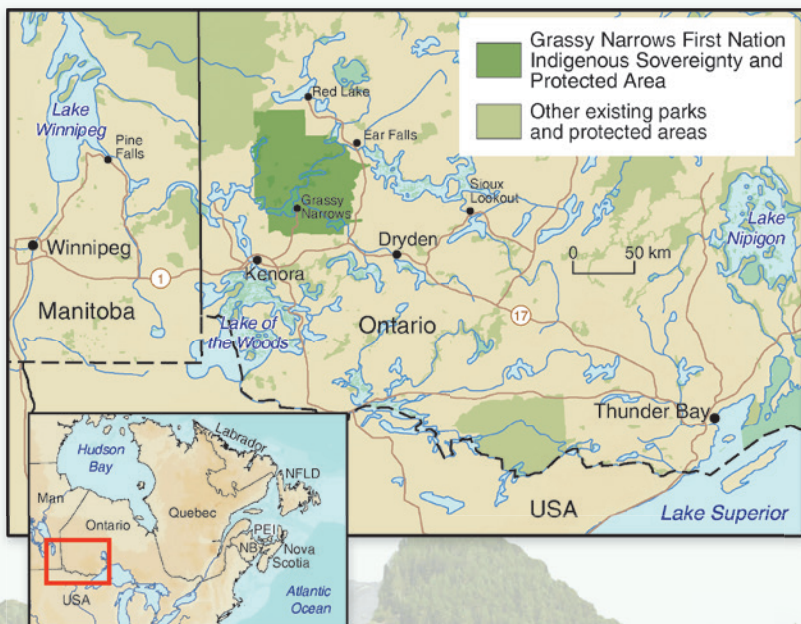 Grassy Narrows First Nation
Indigenous Sovereignty and
Protected Area
Other existing parks
and protected areas
Red Lake
Lake
Winnipeg
Pine
Falls
Ear Falls
Grassy
Narrows
Sioux
Lookout
Lake
Nipigon
Winnipeg
Dryden
0 50 km
Kenora
1
Manitoba
Lake of
the Woods
Ontario
17
Thunder Bay
USA
Lake Superior
Hudson
Bay
Labrador
NFLD
Man
Ontario
Quebec
PEI
NB
Nova
Scotia
USA
Atlantic
Ocean